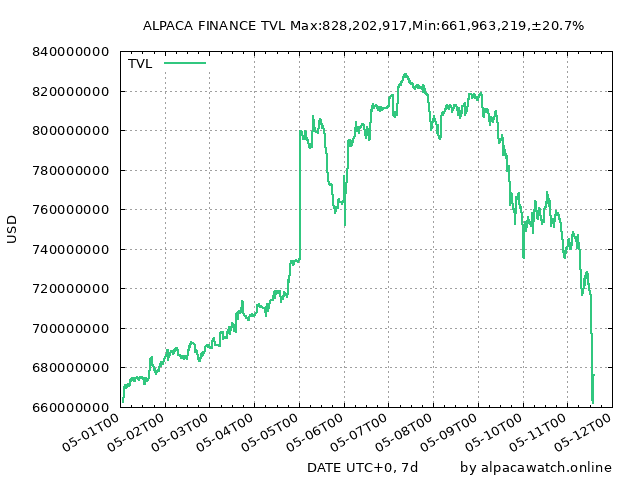 ALPACA FINANCE TVL Max:828,202,917,Min:661,963,219,±20.7%
TVL
840000000
820000000
800000000
780000000
760000000
740000000
720000000
700000000
680000000
660000000
USD
05-01T00
05-02T00
05-03T00
05-04T00
05-05T00
05-06T00
05-07T00
05-08T00
05-09T00
05-10T00
05-11T00
05-12T00
DATE UTC+0, 7d
by alpacawatch.online